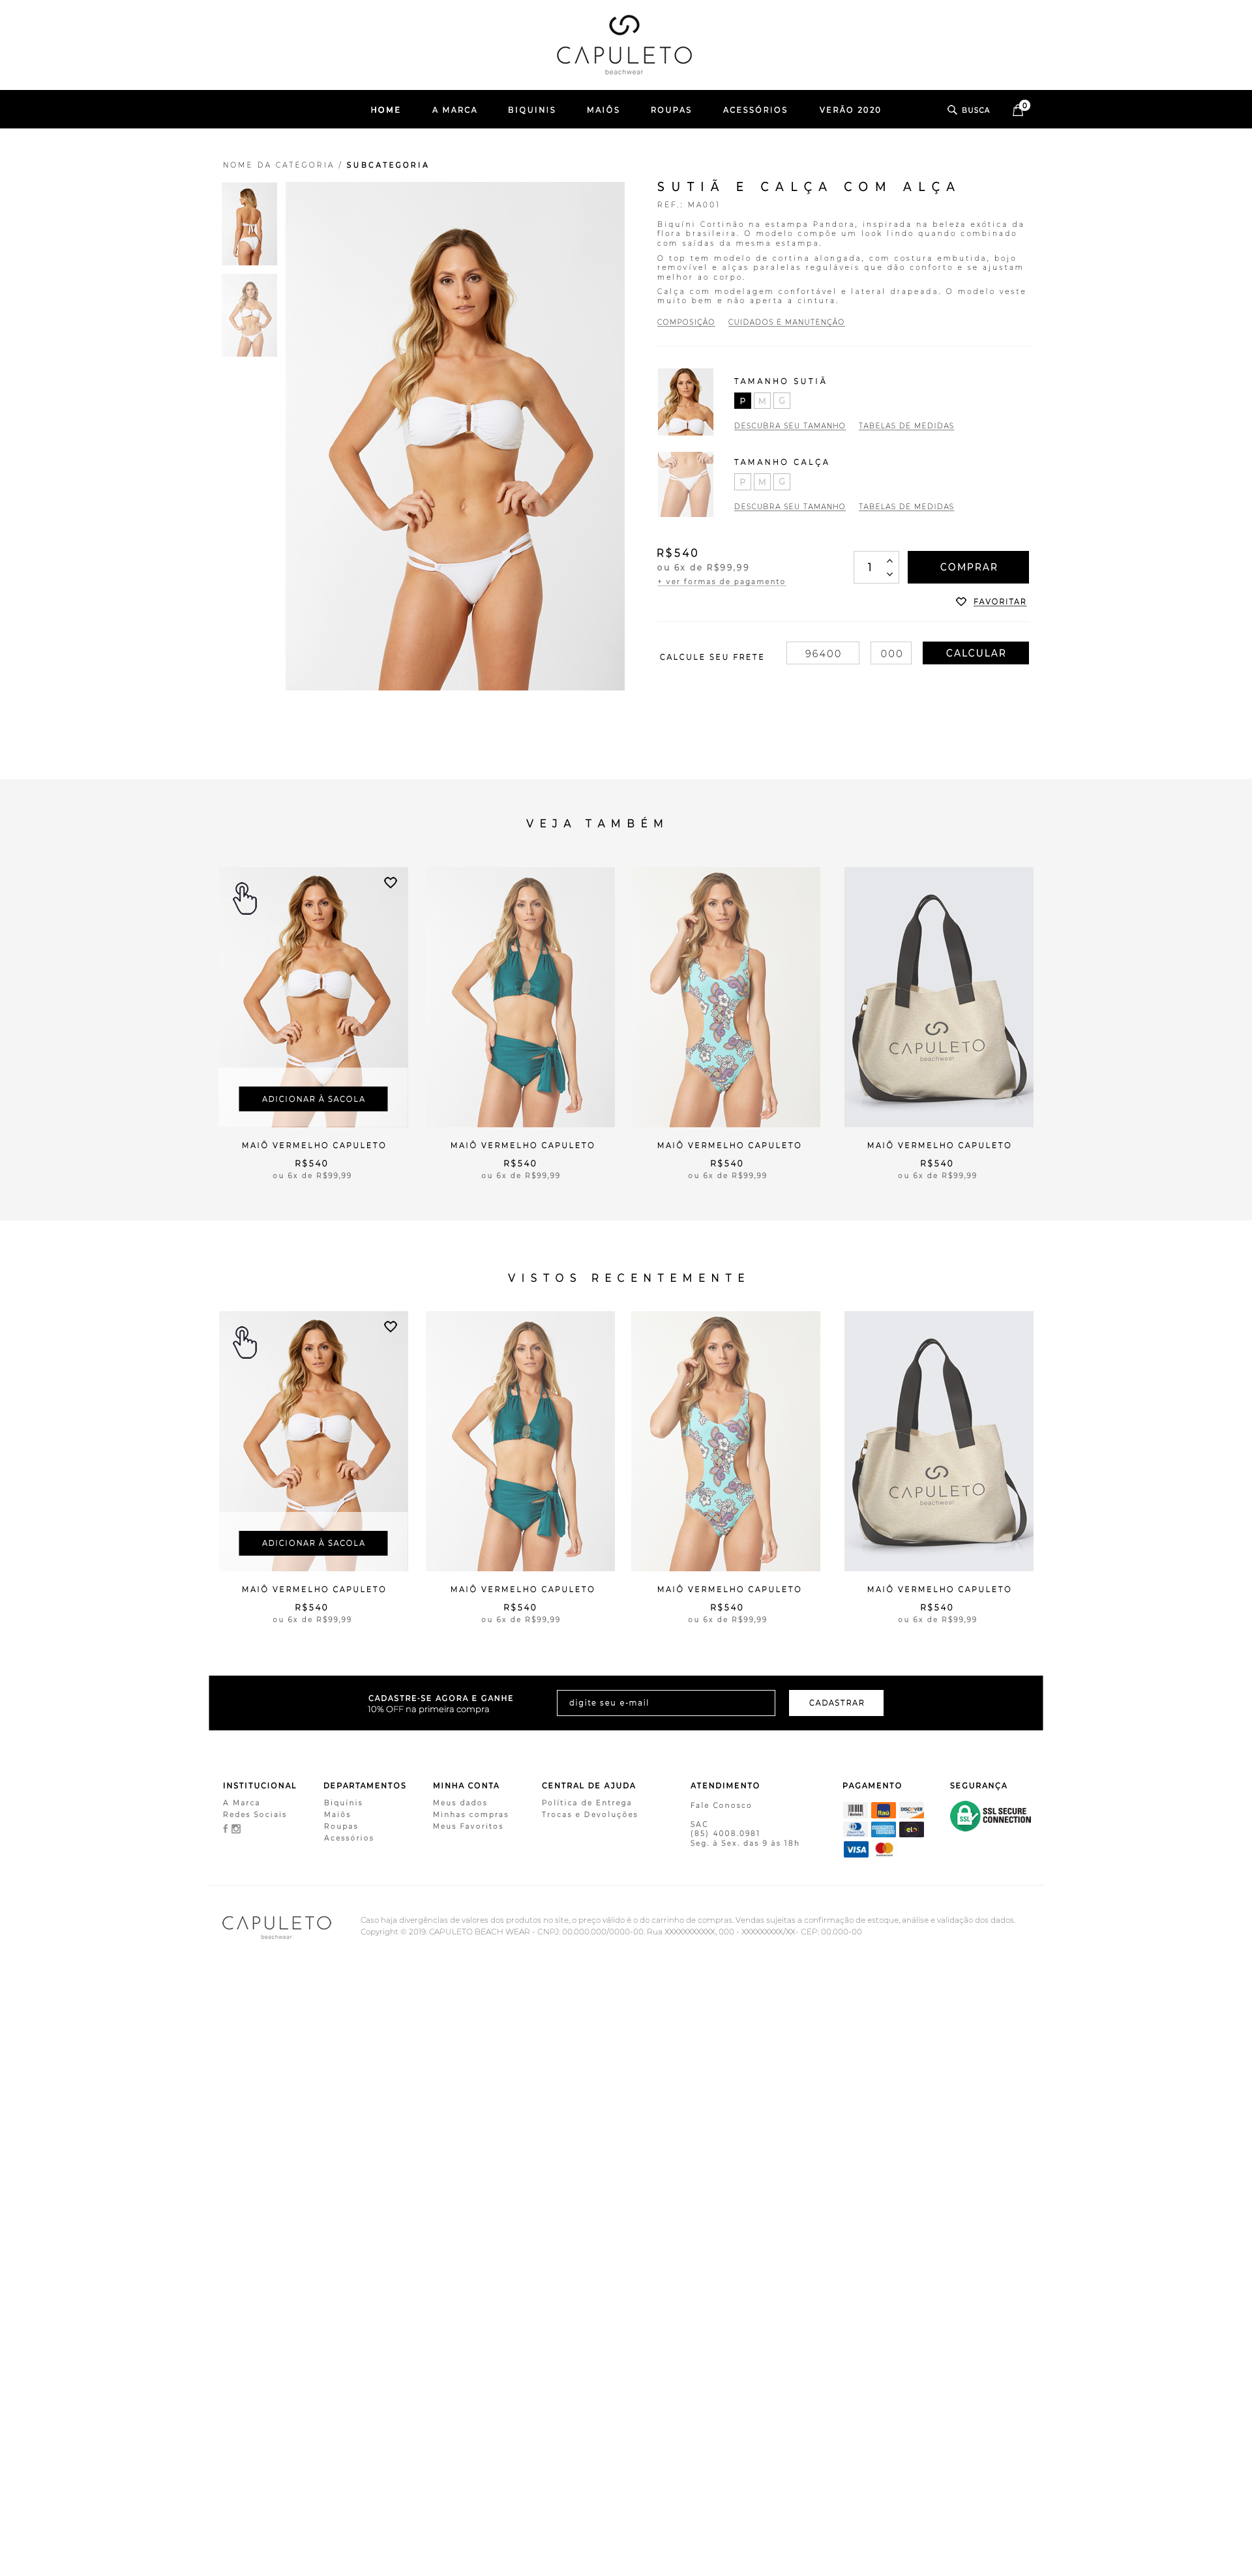 CAPULETO
beachwear
HOME A MARCA BIQUINIS MAIÔS ROUPAS ACESSÓRIOS VERÃO 2020 BUSCA 0
NOME DA CATEGORIA / SUBCATEGORIA
SUTIÃ E CALÇA COM ALÇA
REF.: MA001
Biquíni Cortinão na estampa Pandora, inspirada na beleza exótica da
flora brasileira. O modelo compõe um look lindo quando combinado
com saídas da mesma estampa.
O top tem modelo de cortina alongada, com costura embutida, bojo
removível e alças paralelas reguláveis que dão conforto e se ajustam
melhor ao corpo.
Calça com modelagem confortável e lateral drapeada. O modelo veste
muito bem e não aperta a cintura.
COMPOSIÇÃO CUIDADOS E MANUTENÇÃO
TAMANHO SUTIÃ
P M G
DESCUBRA SEU TAMANHO TABELAS DE MEDIDAS
TAMANHO CALÇA
P M G
DESCUBRA SEU TAMANHO TABELAS DE MEDIDAS
R$540
ou 6x de R$99,99
+ ver formas de pagamento
1
COMPRAR
FAVORITAR
CALCULE SEU FRETE 96400 000 CALCULAR
VEJA TAMBÉM
CAPULETO
beachwear
ADICIONAR À SACOLA
MAIÔ VERMELHO CAPULETO MAIÔ VERMELHO CAPULETO MAIÔ VERMELHO CAPULETO MAIÔ VERMELHO CAPULETO
R$540 R$540 R$540 R$540
ou 6x de R$99,99 ou 6x de R$99,99 ou 6x de R$99,99 ou 6x de R$99,99
VISTOS RECENTEMENTE
CAPULETO
beachwear
ADICIONAR À SACOLA
MAIÔ VERMELHO CAPULETO MAIÔ VERMELHO CAPULETO MAIÔ VERMELHO CAPULETO MAIÔ VERMELHO CAPULETO
R$540 R$540 R$540 R$540
ou 6x de R$99,99 ou 6x de R$99,99 ou 6x de R$99,99 ou 6x de R$99,99
CADASTRE-SE AGORA E GANHE
10% OFF na primeira compra
digite seu e-mail
CADASTRAR
INSTITUCIONAL
A Marca
Redes Sociais
DEPARTAMENTOS
Biquínis
Maiôs
Roupas
Acessórios
MINHA CONTA
Meus dados
Minhas compras
Meus Favoritos
CENTRAL DE AJUDA
Política de Entrega
Trocas e Devoluções
ATENDIMENTO
Fale Conosco
SAC
(85) 4008.0981
Seg. à Sex. das 9 às 18h
PAGAMENTO
Itaú DISCOVER
elo
VISA
SEGURANÇA
SSL
SSL SECURE
CONNECTION
CAPULETO
beachwear
Caso haja divergências de valores dos produtos no site, o preço válido é o do carrinho de compras. Vendas sujeitas a confirmação de estoque, análise e validação dos dados.
Copyright © 2019. CAPULETO BEACH WEAR - CNPJ: 00.000.000/0000-00. Rua XXXXXXXXXXX, 000 - XXXXXXXXX/XX- CEP: 00.000-00